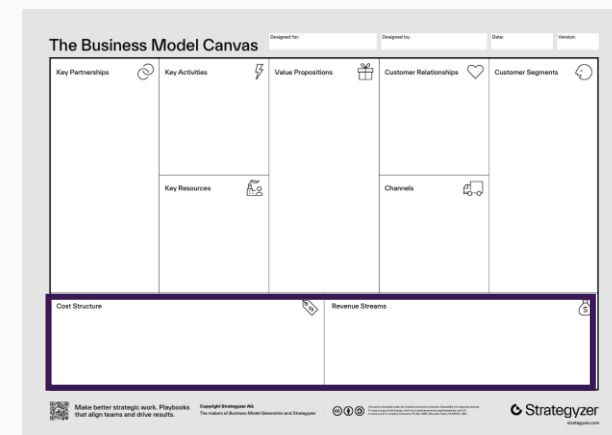 The Business Model Canvas
Designed for:
Designed by:
Date:
Version:
Key Partnerships
Key Activities
Value Propositions
Customer Relationships
Customer Segments
Key Resources
Channels
Cost Structure
Revenue Streams
Make better strategic work. Playbooks
that align teams and drive results.
Copyright Strategyzer AG
The makers of Business Model Generation and Strategyzer
Strategyzer
strategyzer.com